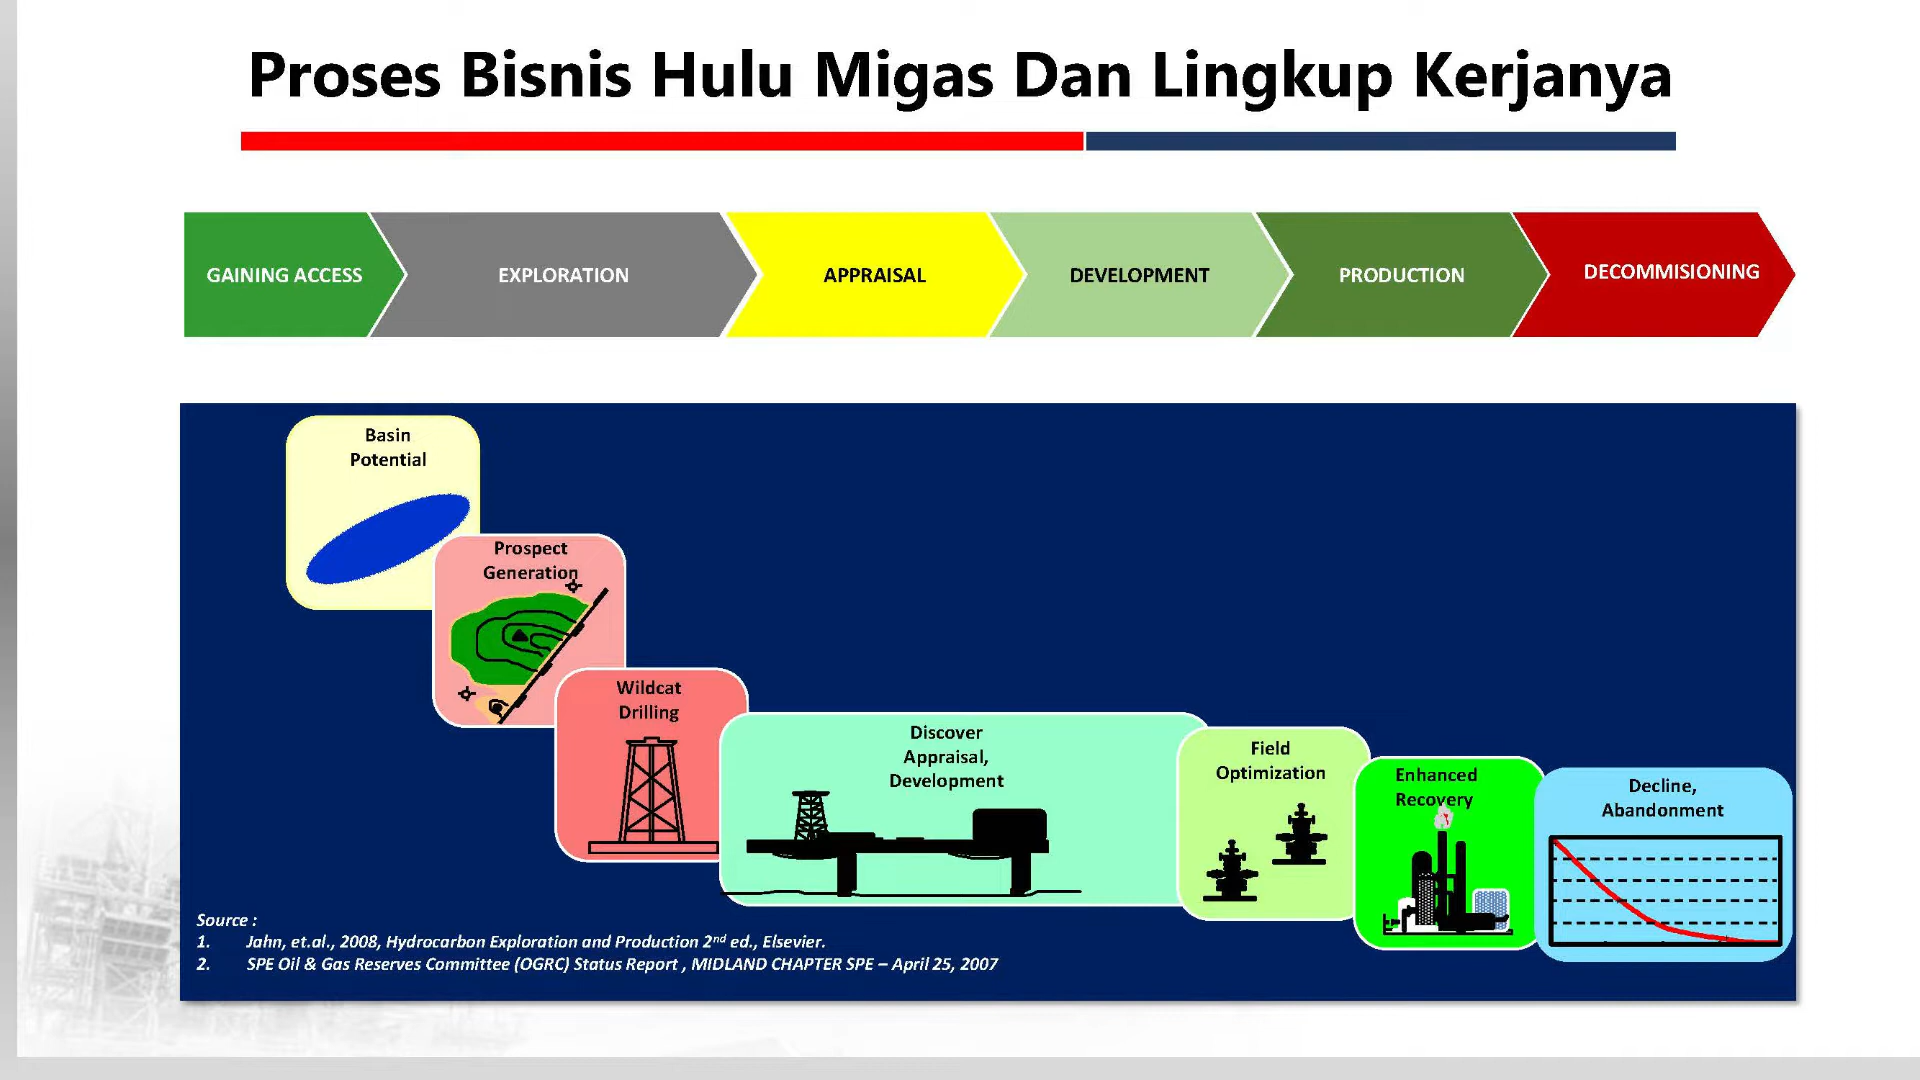 Proses Bisnis Hulu Migas Dan Lingkup Kerjanya
GAINING ACCESS
EXPLORATION
APPRAISAL
DEVELOPMENT
PRODUCTION
DECOMMISIONING
Basin
Potential
Prospect
Generation
Wildcat
Drilling
Discover
Appraisal,
Development
Field
Optimization
Enhanced
Recovery
Decline,
Abandonment
Source :
1. Jahn, et.al., 2008, Hydrocarbon Exploration and Production 2nd ed., Elsevier.
2. SPE Oil & Gas Reserves Committee (OGRC) Status Report , MIDLAND CHAPTER SPE – April 25, 2007